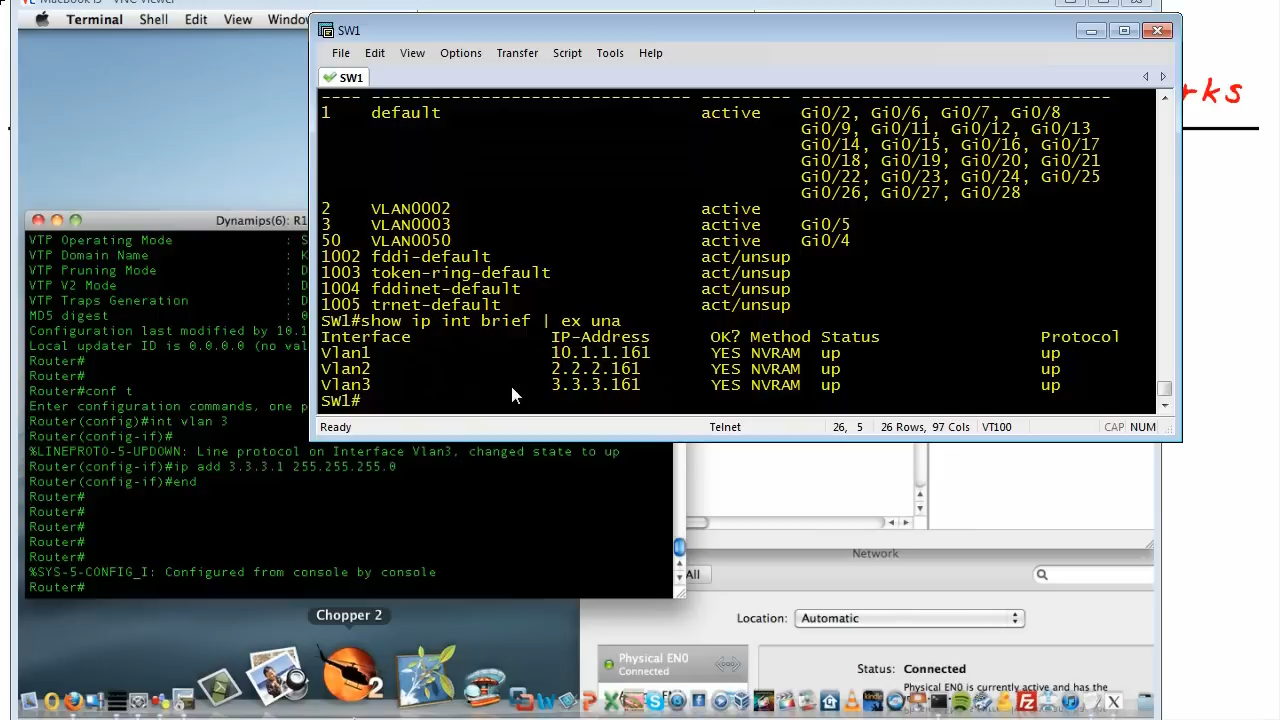 MacBook i5 - VNC Viewer
Terminal Shell Edit View Window
SW1
File Edit View Options Transfer Script Tools Help
SW1
---- -------------------------------- --------- -------------------------------
1 default active Gi0/2, Gi0/6, Gi0/7, Gi0/8
Gi0/9, Gi0/11, Gi0/12, Gi0/13
Gi0/14, Gi0/15, Gi0/16, Gi0/17
Gi0/18, Gi0/19, Gi0/20, Gi0/21
Gi0/22, Gi0/23, Gi0/24, Gi0/25
Gi0/26, Gi0/27, Gi0/28
2 VLAN0002 active
3 VLAN0003 active Gi0/5
50 VLAN0050 active Gi0/4
1002 fddi-default act/unsup
1003 token-ring-default act/unsup
1004 fddinet-default act/unsup
1005 trnet-default act/unsup
SW1#show ip int brief | ex una
Interface IP-Address OK? Method Status Protocol
Vlan1 10.1.1.161 YES NVRAM up up
Vlan2 2.2.2.161 YES NVRAM up up
Vlan3 3.3.3.161 YES NVRAM up up
SW1#
Ready Telnet 26, 5 26 Rows, 97 Cols VT100 CAP NUM
rks
Dynamips(6): R1
VTP Operating Mode : S
VTP Domain Name : K
VTP Pruning Mode : D
VTP V2 Mode : D
VTP Traps Generation : D
MD5 digest : 0
Configuration last modified by 10.1
Local updater ID is 0.0.0.0 (no val
Router#
Router#
Router#conf t
Enter configuration commands, one p
Router(config)#int vlan 3
Router(config-if)#
%LINEPROTO-5-UPDOWN: Line protocol on Interface Vlan3, changed state to up
Router(config-if)#ip add 3.3.3.1 255.255.255.0
Router(config-if)#end
Router#
Router#
Router#
Router#
Router#
%SYS-5-CONFIG_I: Configured from console by console
Router#
Chopper 2
Network
All
Location: Automatic
Physical EN0
Connected
Status: Connected
Physical EN0 is currently active and has the